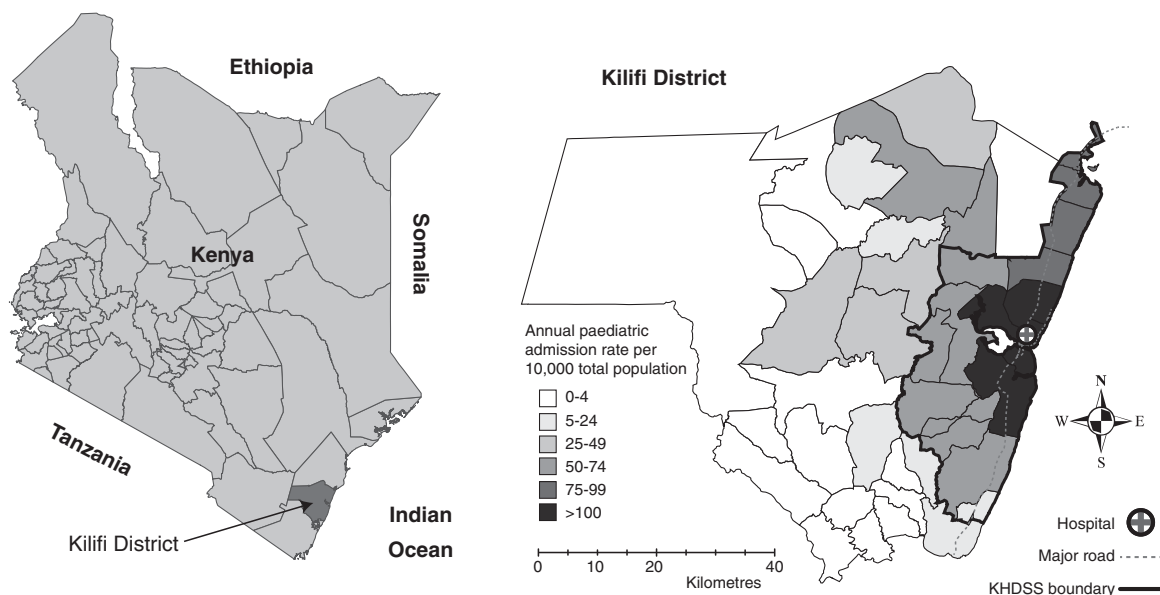 Ethiopia
Kenya
Somalia
Tanzania
Indian
Ocean
Kilifi District
Kilifi District
Annual paediatric
admission rate per
10,000 total population
0-4
5-24
25-49
50-74
75-99
>100
0 10 20 40
Kilometres
N
W E
S
Hospital
Major road
KHDSS boundary